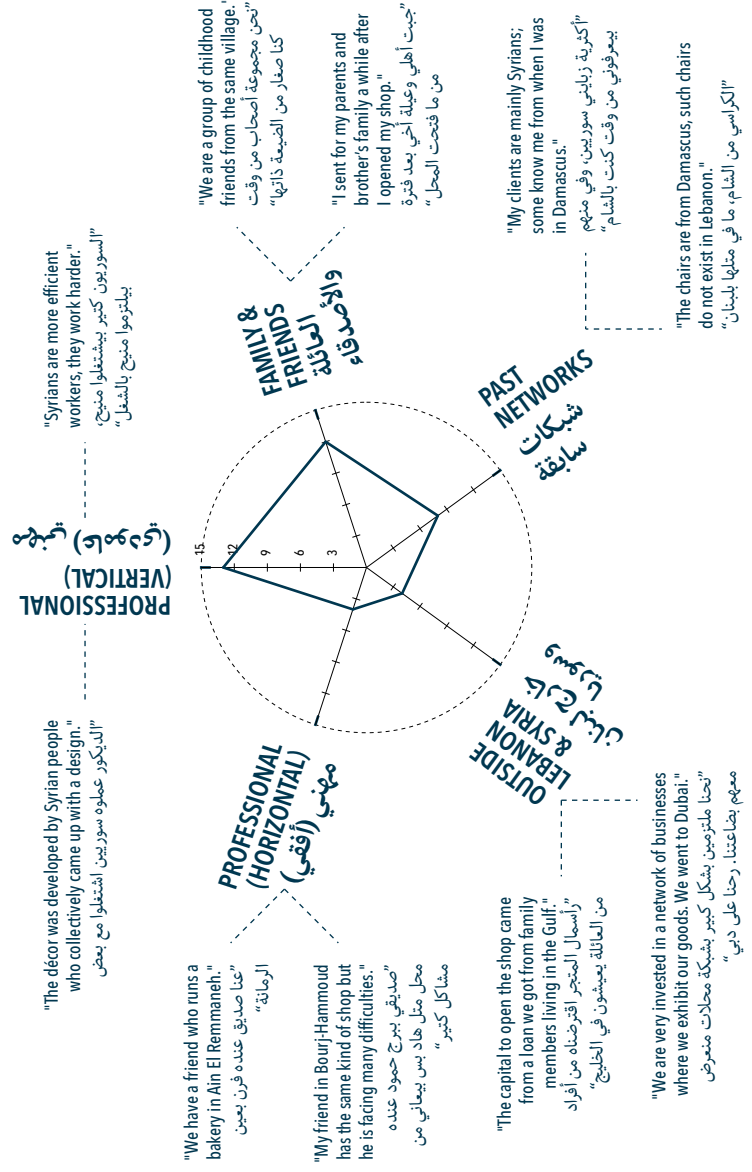 "We have a friend who runs a
bakery in Ain El Remmaneh."
”عنا صديق عنده فرن بعين
الرمانة“
"My friend in Bourj-Hammoud
has the same kind of shop but
he is facing many difficulties."
”صديقي ببرج حمود عنده
محل متل هاد بس بيعاني من
مشاكل كتير“
PROFESSIONAL
(HORIZONTAL)
مهني (أفقي)
"The décor was developed by Syrian people
who collectively came up with a design."
”الديكور عملوه سوريين اشتغلوا مع بعض
PROFESSIONAL
(VERTICAL)
مهني (عامودي)
"Syrians are more efficient
workers, they work harder."
”السوريون كتير بيشتغلوا منيح،
بيلتزموا منيح بالشغل“
"We are a group of childhood
friends from the same village.'
”نحن مجموعة أصحاب من وقت
كنا صغار من الضيعة ذاتها“
"I sent for my parents and
brother's family a while after
I opened my shop."
”جبت أهلي وعيلة أخي بعد فترة
من ما فتحت المحل“
FAMILY &
FRIENDS
العائلة
والأصدقاء
15
12
9
6
3
PAST
NETWORKS
شبكات
سابقة
"My clients are mainly Syrians;
some know me from when I was
in Damascus."
”أكثرية زبايني سوريين، وفي منهم
بيعرفوني من وقت كنت بالشام“
"The chairs are from Damascus, such chairs
do not exist in Lebanon."
”الكراسي من الشام، ما في متلها بلبنان“
OUTSIDE
LEBANON
& SYRIA
خارج لبنان
وسوريا
"The capital to open the shop came
from a loan we got from family
members living in the Gulf."
”رأسمال المتجر اقترضناه من أفراد
من العائلة يعيشون في الخليج“
"We are very invested in a network of businesses
where we exhibit our goods. We went to Dubai."
”نحنا ملتزمين بشكل كبير بشبكة محلات منعرض
معهم بضاعتنا. رحنا على دبي“